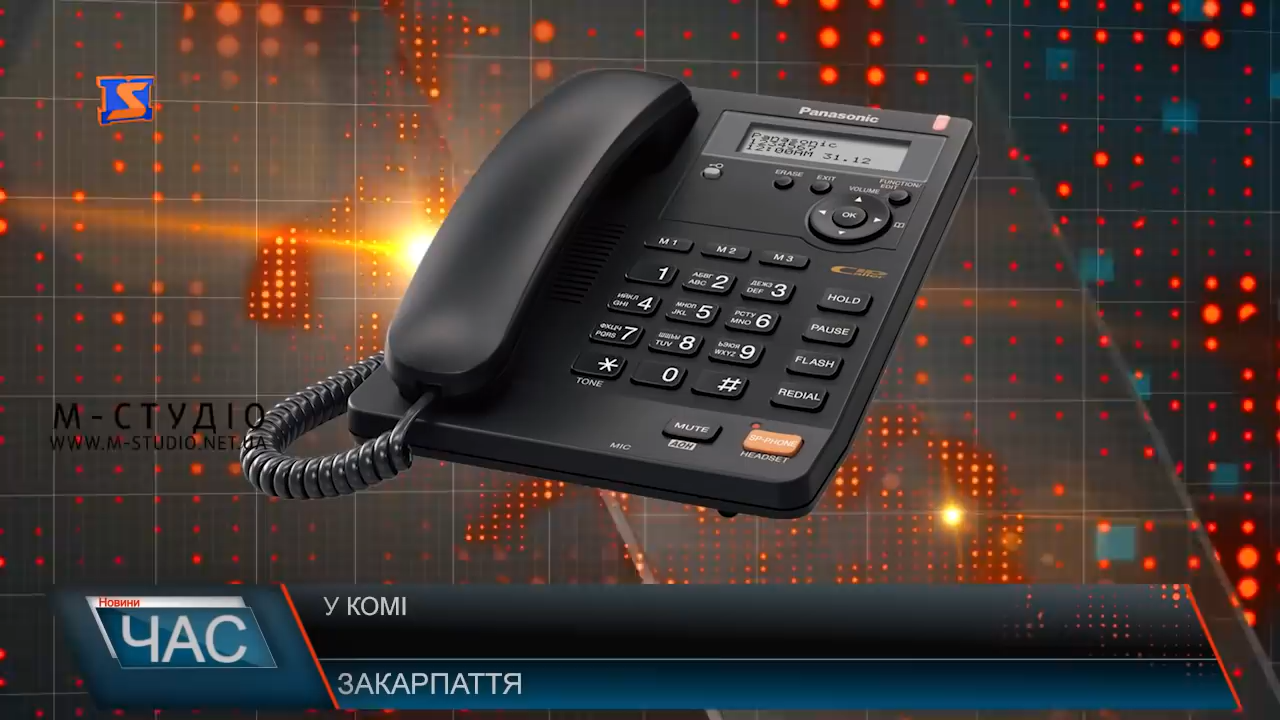 Panasonic
Panasonic
1234567
12:00AM 31.12
ERASE EXIT
VOLUME
FUNCTION/
EDIT
OK
M 1 M 2 M 3
1
АБВГ
ABC 2
ДЕЖЗ
DEF 3
ИЙКЛ
GHI 4
МНОП
JKL 5
РСТУ
MNO 6
ФХЦЧ
PQRS 7
ШЩЪЫ
TUV 8
ЬЭЮЯ
WXYZ 9
*
TONE
0
#
Caller
HOLD
PAUSE
FLASH
REDIAL
MUTE
АОН
MIC
SP-PHONE
HEADSET
М-СТУДІО
WWW.M-STUDIO.NET.UA
Новини
ЧАС
У КОМІ
ЗАКАРПАТТЯ